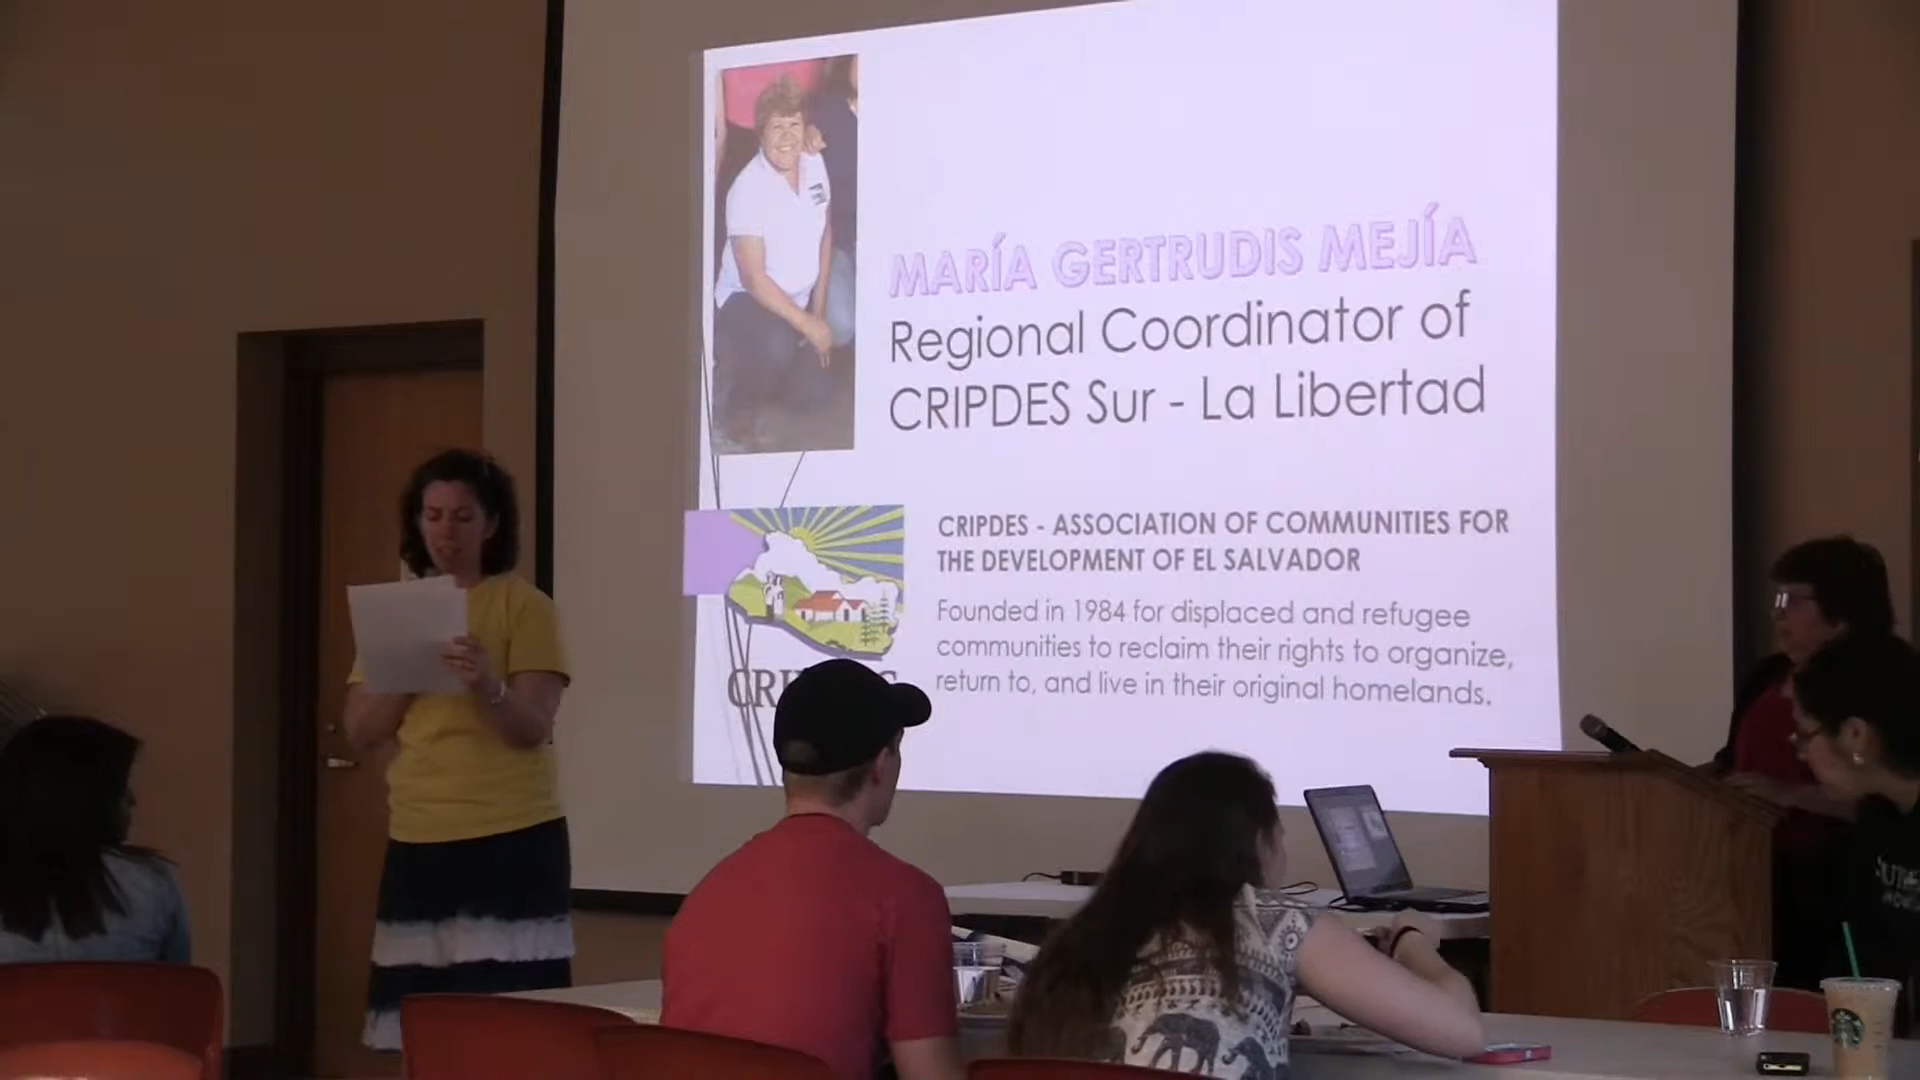 MARÍA GERTRUDIS MEJÍA
Regional Coordinator of
CRIPDES Sur - La Libertad
CRIPDES - ASSOCIATION OF COMMUNITIES FOR
THE DEVELOPMENT OF EL SALVADOR
Founded in 1984 for displaced and refugee
communities to reclaim their rights to organize,
return to, and live in their original homelands.